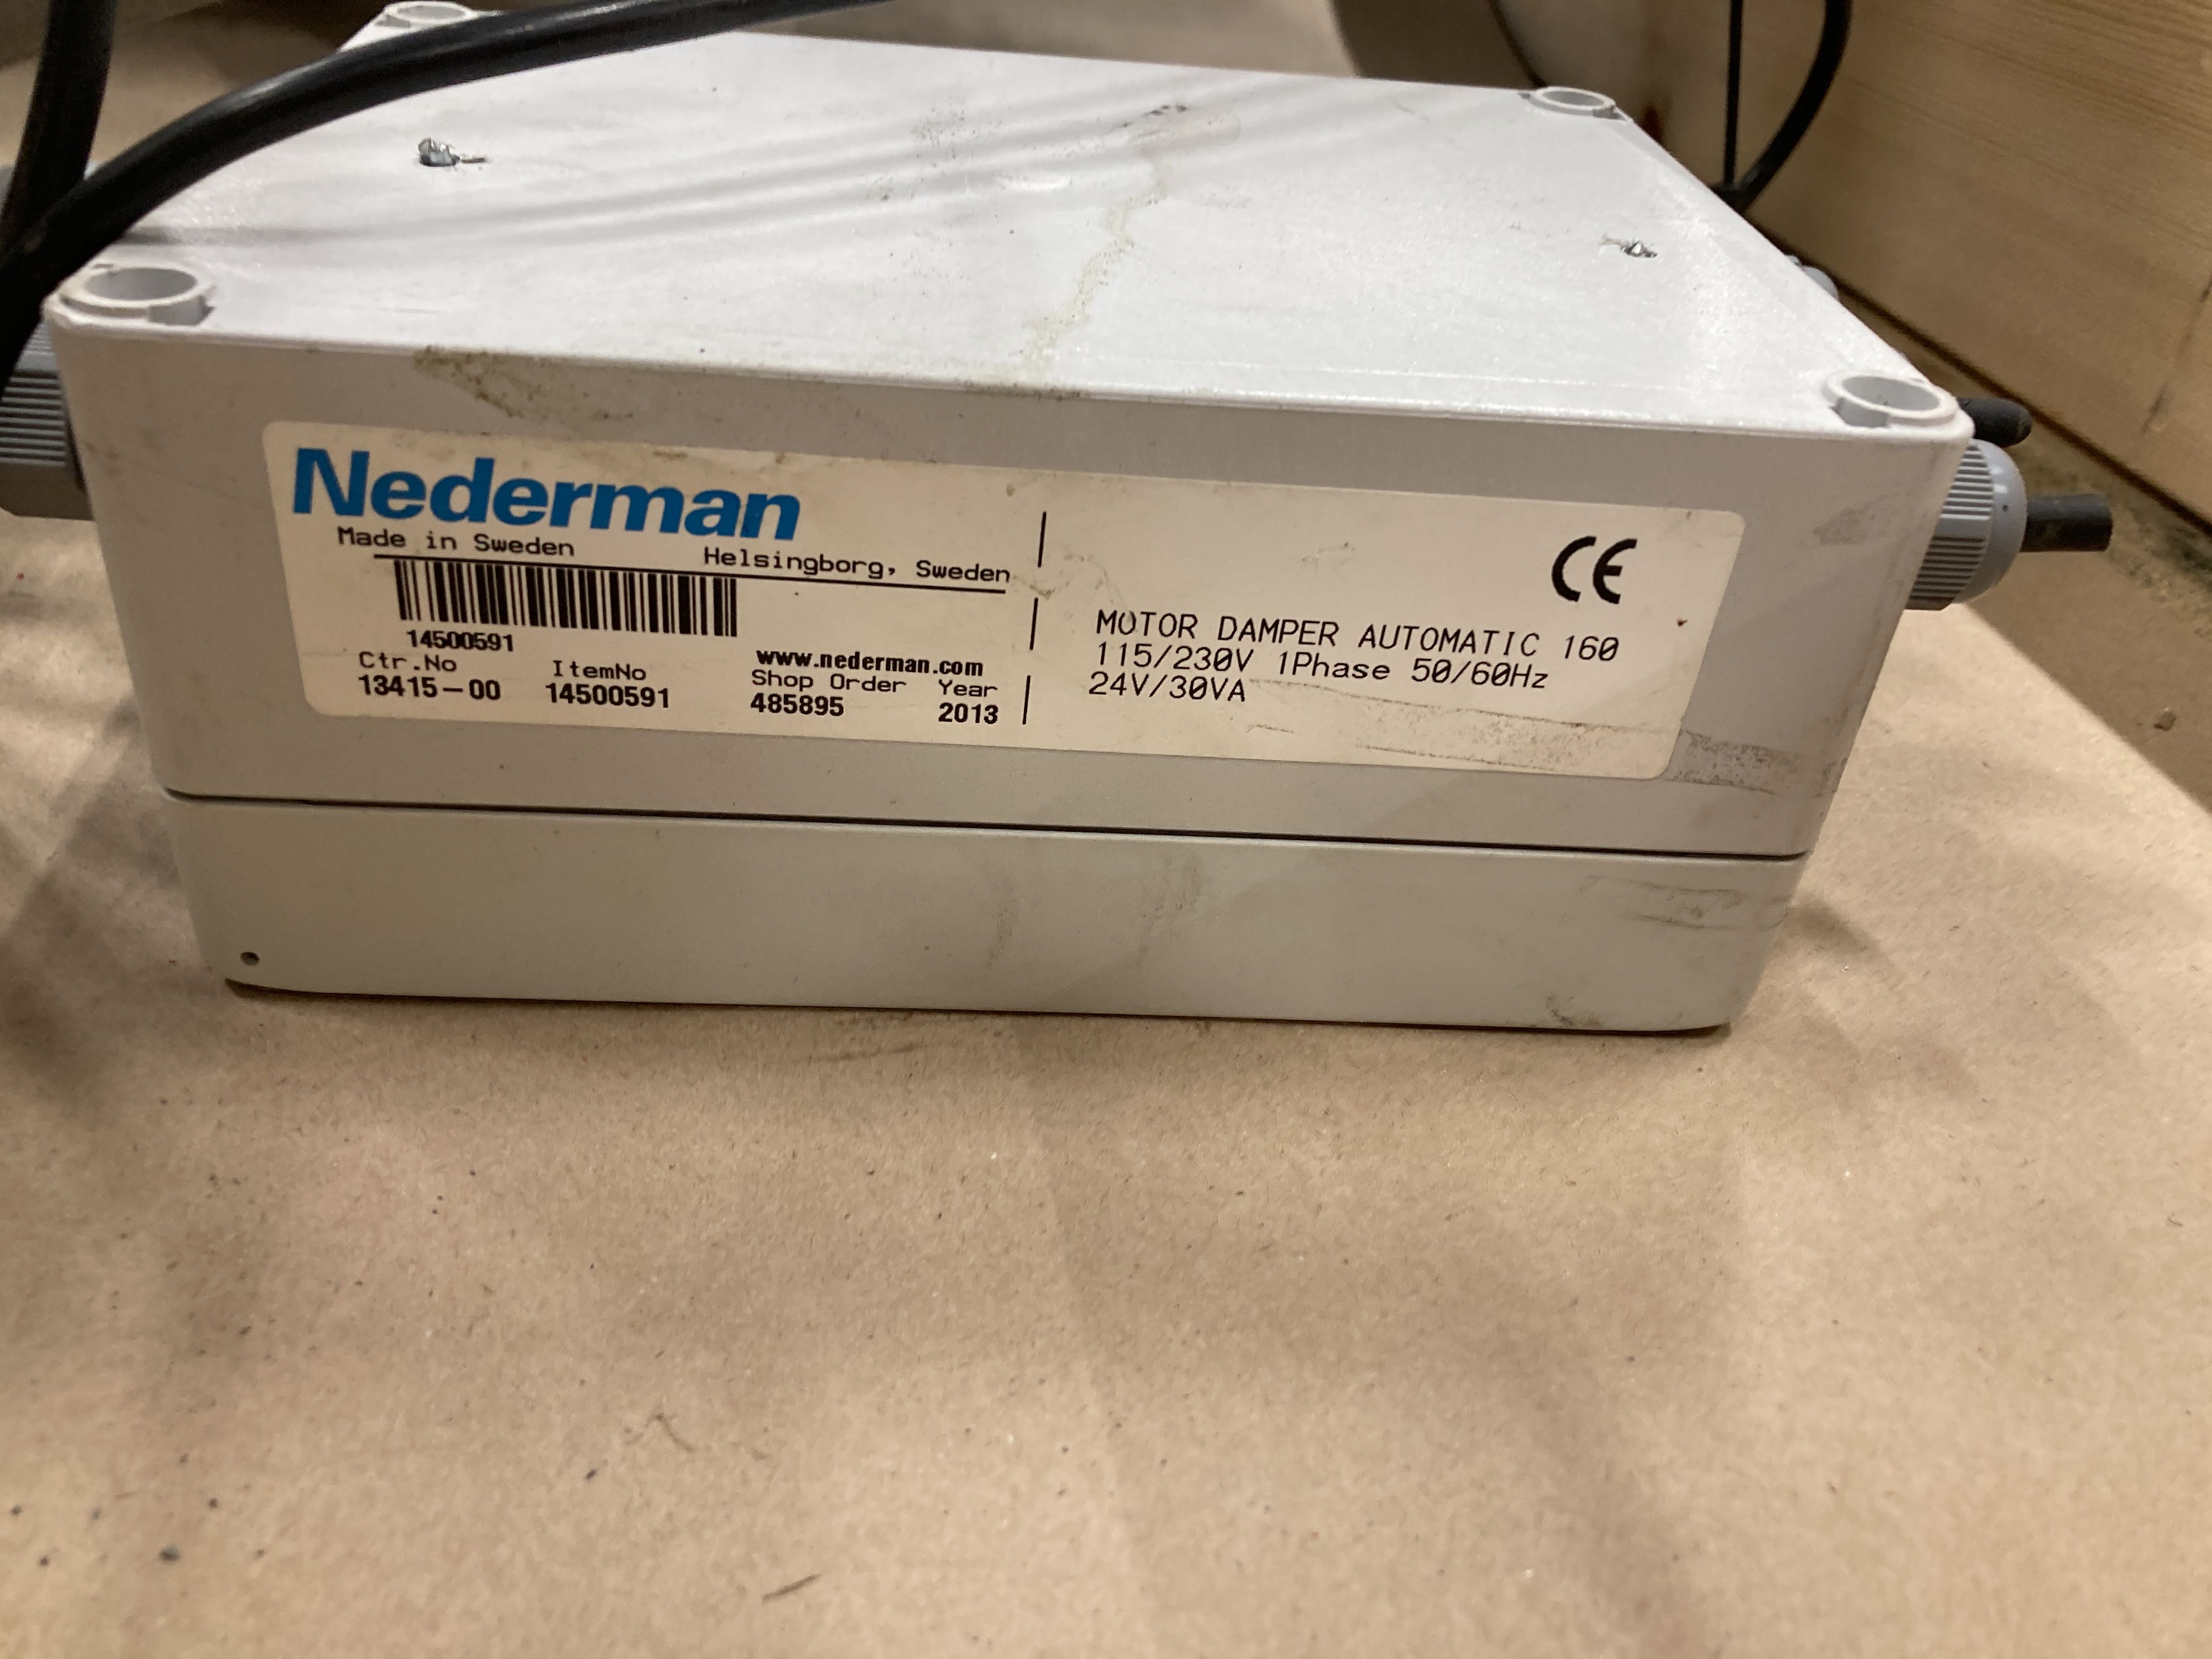 Nederman
Made in Sweden
Helsingborg, Sweden
14500591
www.nederman.com
Ctr.No ItemNo Shop Order Year
13415-00 14500591 485895 2013
CE
MOTOR DAMPER AUTOMATIC 160
115/230V 1Phase 50/60Hz
24V/30VA